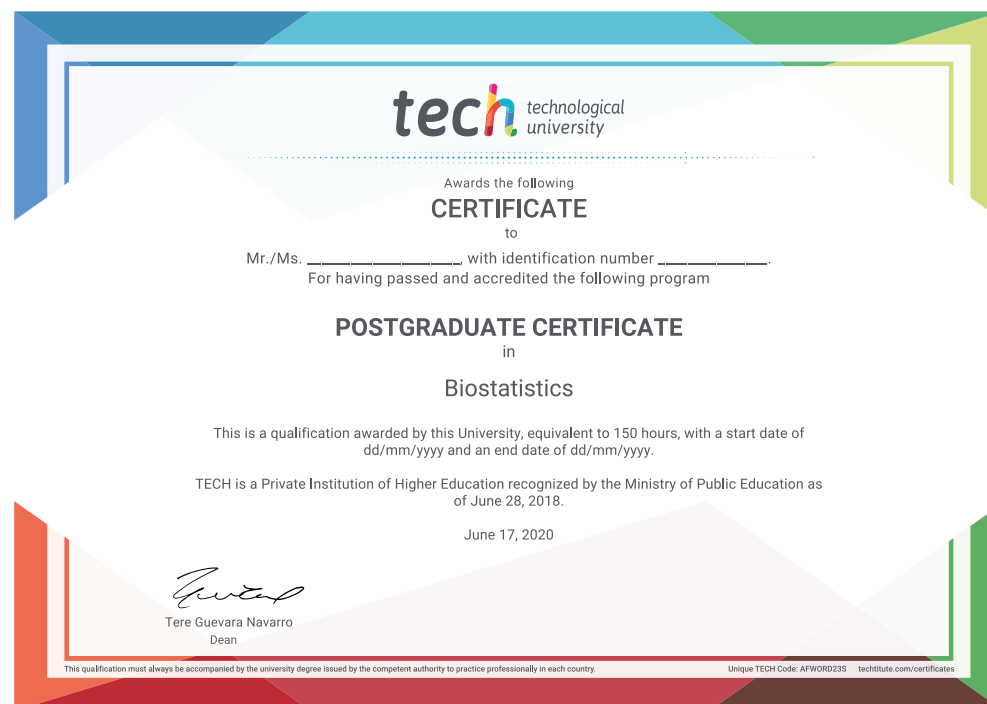 tech technological
university
Awards the following
CERTIFICATE
to
Mr./Ms. ____________________, with identification number ______________.
For having passed and accredited the following program
POSTGRADUATE CERTIFICATE
in
Biostatistics
This is a qualification awarded by this University, equivalent to 150 hours, with a start date of
dd/mm/yyyy and an end date of dd/mm/yyyy.
TECH is a Private Institution of Higher Education recognized by the Ministry of Public Education as
of June 28, 2018.
June 17, 2020
Tere Guevara Navarro
Dean
This qualification must always be accompanied by the university degree issued by the competent authority to practice professionally in each country. Unique TECH Code: AFWORD23S techtitute.com/certificates